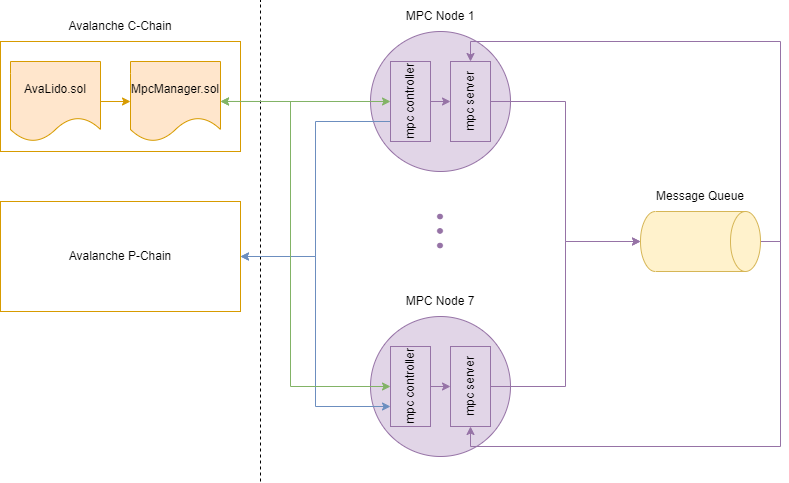 Avalanche C-Chain
AvaLido.sol
MpcManager.sol
Avalanche P-Chain
MPC Node 1
mpc controller
mpc server
MPC Node 7
mpc controller
mpc server
Message Queue